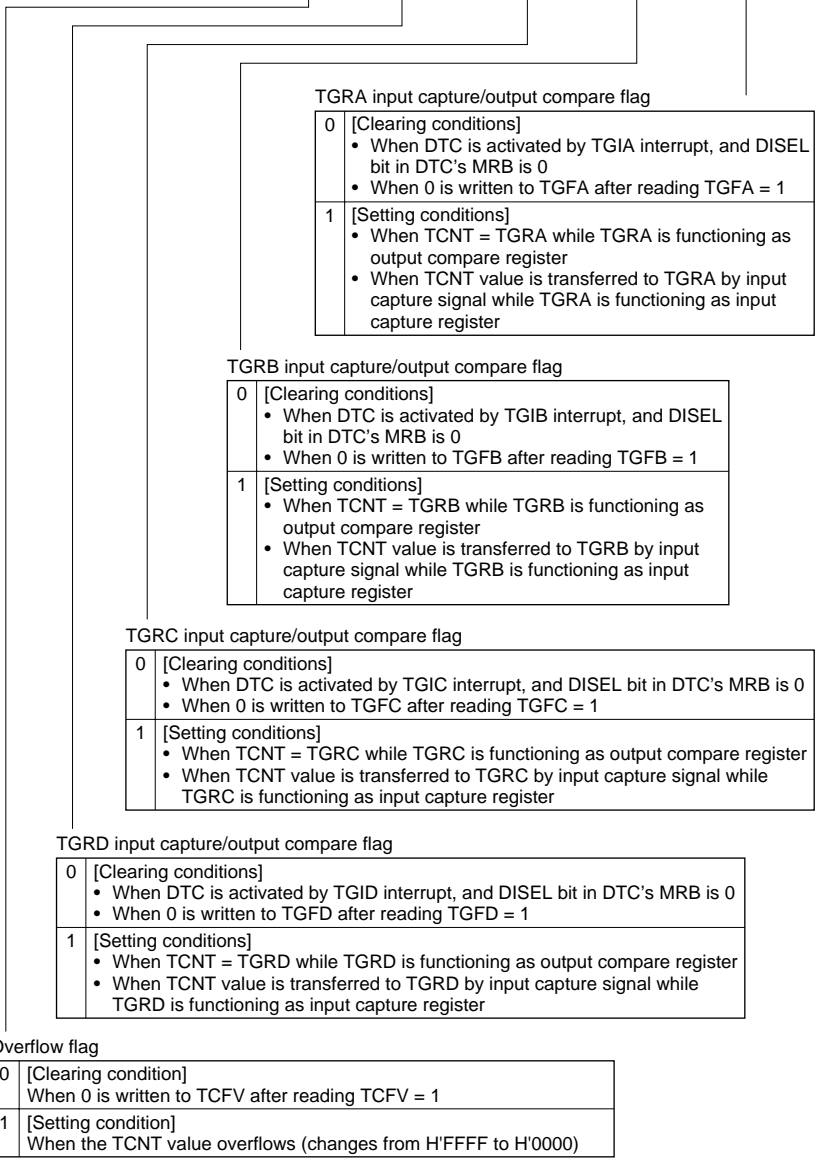 TGRA input capture/output compare flag
0 [Clearing conditions]
• When DTC is activated by TGIA interrupt, and DISEL
bit in DTC's MRB is 0
• When 0 is written to TGFA after reading TGFA = 1
1 [Setting conditions]
• When TCNT = TGRA while TGRA is functioning as
output compare register
• When TCNT value is transferred to TGRA by input
capture signal while TGRA is functioning as input
capture register
TGRB input capture/output compare flag
0 [Clearing conditions]
• When DTC is activated by TGIB interrupt, and DISEL
bit in DTC's MRB is 0
• When 0 is written to TGFB after reading TGFB = 1
1 [Setting conditions]
• When TCNT = TGRB while TGRB is functioning as
output compare register
• When TCNT value is transferred to TGRB by input
capture signal while TGRB is functioning as input
capture register
TGRC input capture/output compare flag
0 [Clearing conditions]
• When DTC is activated by TGIC interrupt, and DISEL bit in DTC's MRB is 0
• When 0 is written to TGFC after reading TGFC = 1
1 [Setting conditions]
• When TCNT = TGRC while TGRC is functioning as output compare register
• When TCNT value is transferred to TGRC by input capture signal while
TGRC is functioning as input capture register
TGRD input capture/output compare flag
0 [Clearing conditions]
• When DTC is activated by TGID interrupt, and DISEL bit in DTC's MRB is 0
• When 0 is written to TGFD after reading TGFD = 1
1 [Setting conditions]
• When TCNT = TGRD while TGRD is functioning as output compare register
• When TCNT value is transferred to TGRD by input capture signal while
TGRD is functioning as input capture register
Overflow flag
0 [Clearing condition]
When 0 is written to TCFV after reading TCFV = 1
1 [Setting condition]
When the TCNT value overflows (changes from H'FFFF to H'0000)